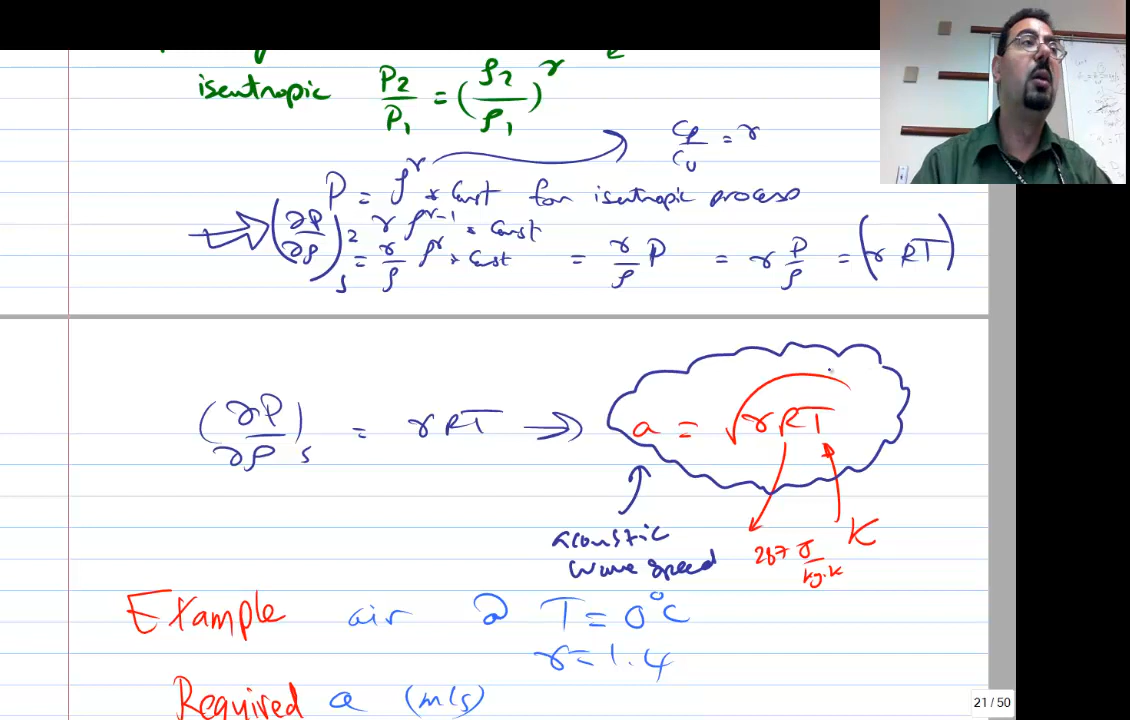 isentropic P2/P1 = (ρ2/ρ1)^γ
Cp/Cv = γ
P = ρ^γ * Const for isentropic process
(∂P/∂ρ)s = γ ρ^γ-1 * Const
= γ/ρ ρ^γ * Const = γ/ρ P = γ P/ρ = (γ RT)
(∂P/∂ρ)s = γRT → a = √γRT
acoustic
wave speed
287 J/kg.K
K
Example air @ T = 0°C
γ = 1.4
Required a (m/s)
21 / 50